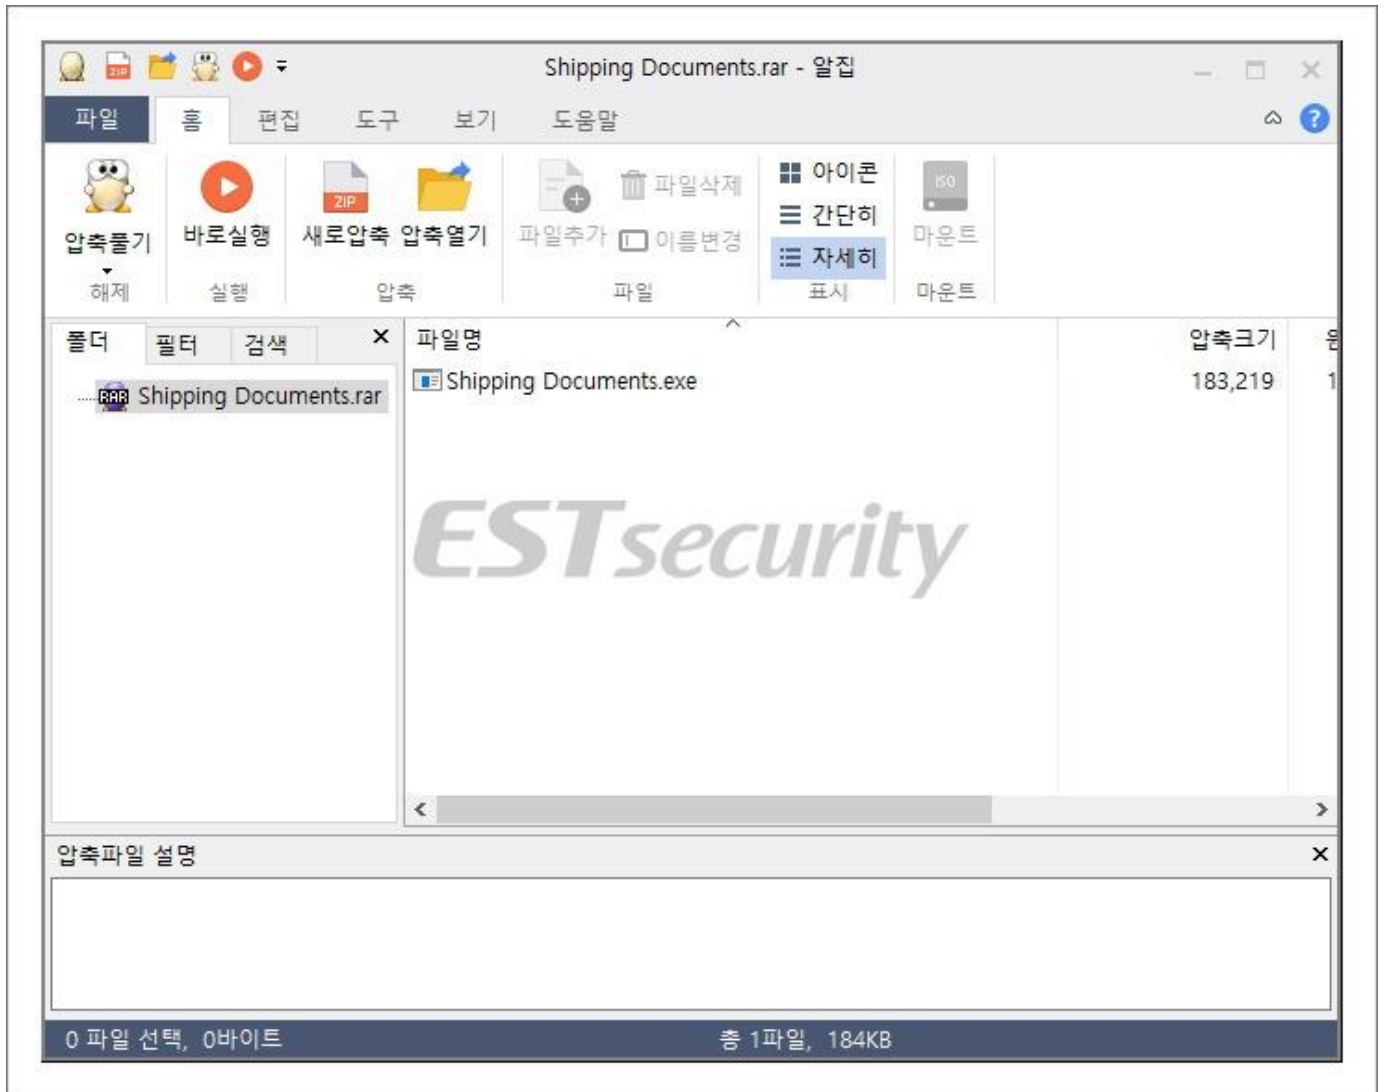 Shipping Documents.rar - 알집
파일 홈 편집 도구 보기 도움말
압축풀기
해제
바로실행
실행
ZIP
새로압축 압축열기
압축
파일추가
파일삭제
이름변경
파일
아이콘
간단히
자세히
표시
ISO
마운트
마운트
폴더 필터 검색
RAR Shipping Documents.rar
파일명 압축크기
Shipping Documents.exe 183,219 1
ESTsecurity
압축파일 설명
0 파일 선택, 0바이트 총 1파일, 184KB